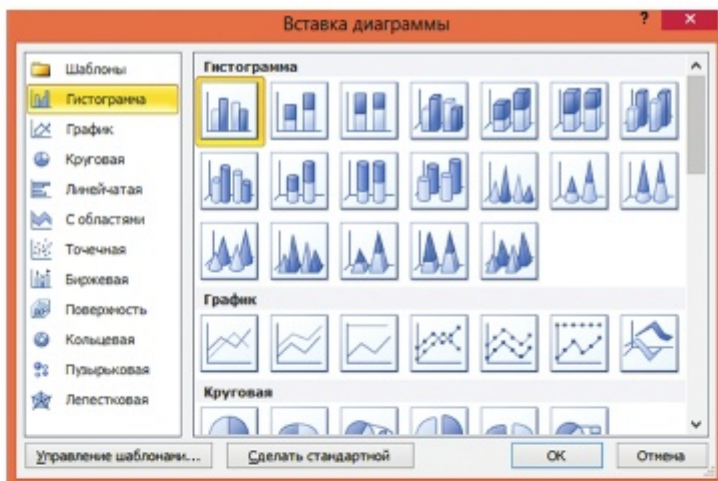 Вставка диаграммы
?
Шаблоны
Гистограмма
График
Круговая
Линейчатая
С областями
Точечная
Биржевая
Поверхность
Кольцевая
Пузырьковая
Лепестковая
Гистограмма
График
Круговая
Управление шаблонами...
Сделать стандартной
ОК
Отмена